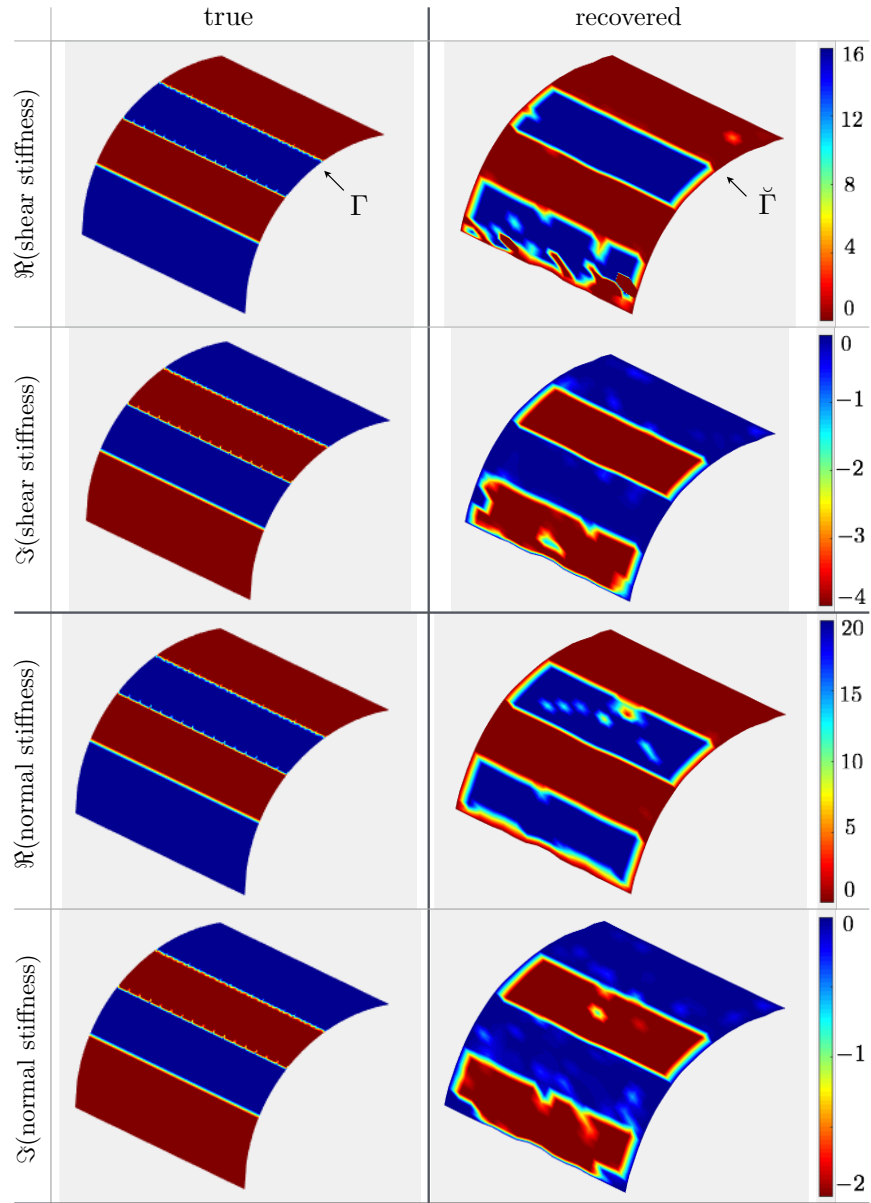 true
recovered
ℜ(shear stiffness)
Γ
Γ̆
16
12
8
4
0
ℑ(shear stiffness)
0
−1
−2
−3
−4
ℜ(normal stiffness)
20
15
10
5
0
ℑ(normal stiffness)
0
−1
−2